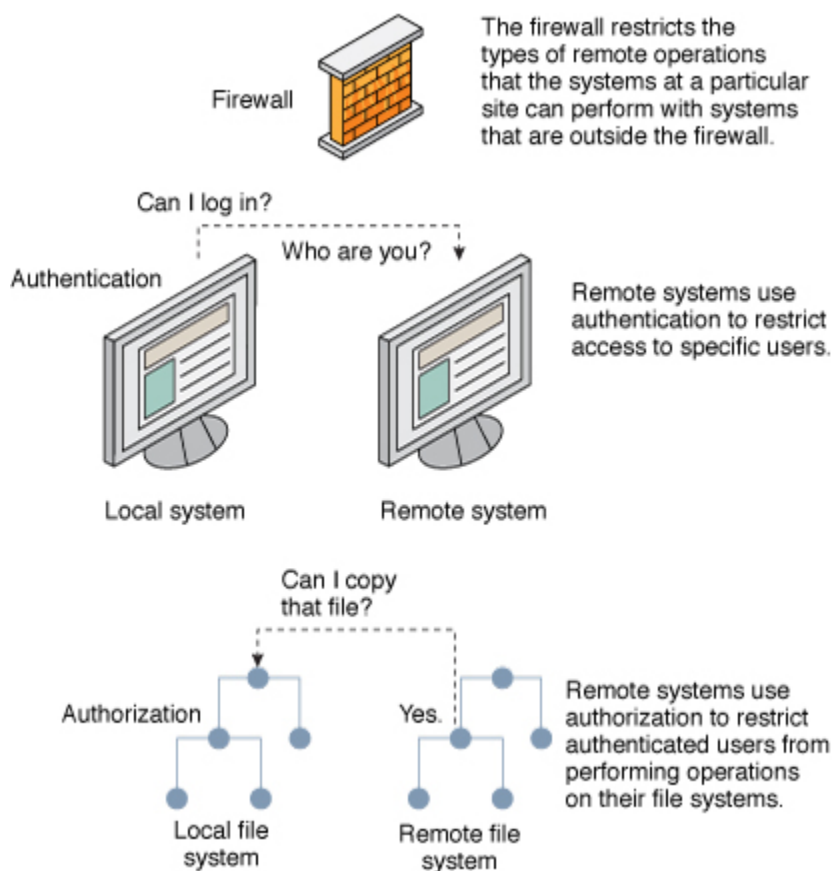 Firewall
The firewall restricts the
types of remote operations
that the systems at a particular
site can perform with systems
that are outside the firewall.
Can I log in?
Who are you?
Authentication
Remote systems use
authentication to restrict
access to specific users.
Local system
Remote system
Can I copy
that file?
Authorization
Yes.
Remote systems use
authorization to restrict
authenticated users from
performing operations
on their file systems.
Local file
system
Remote file
system